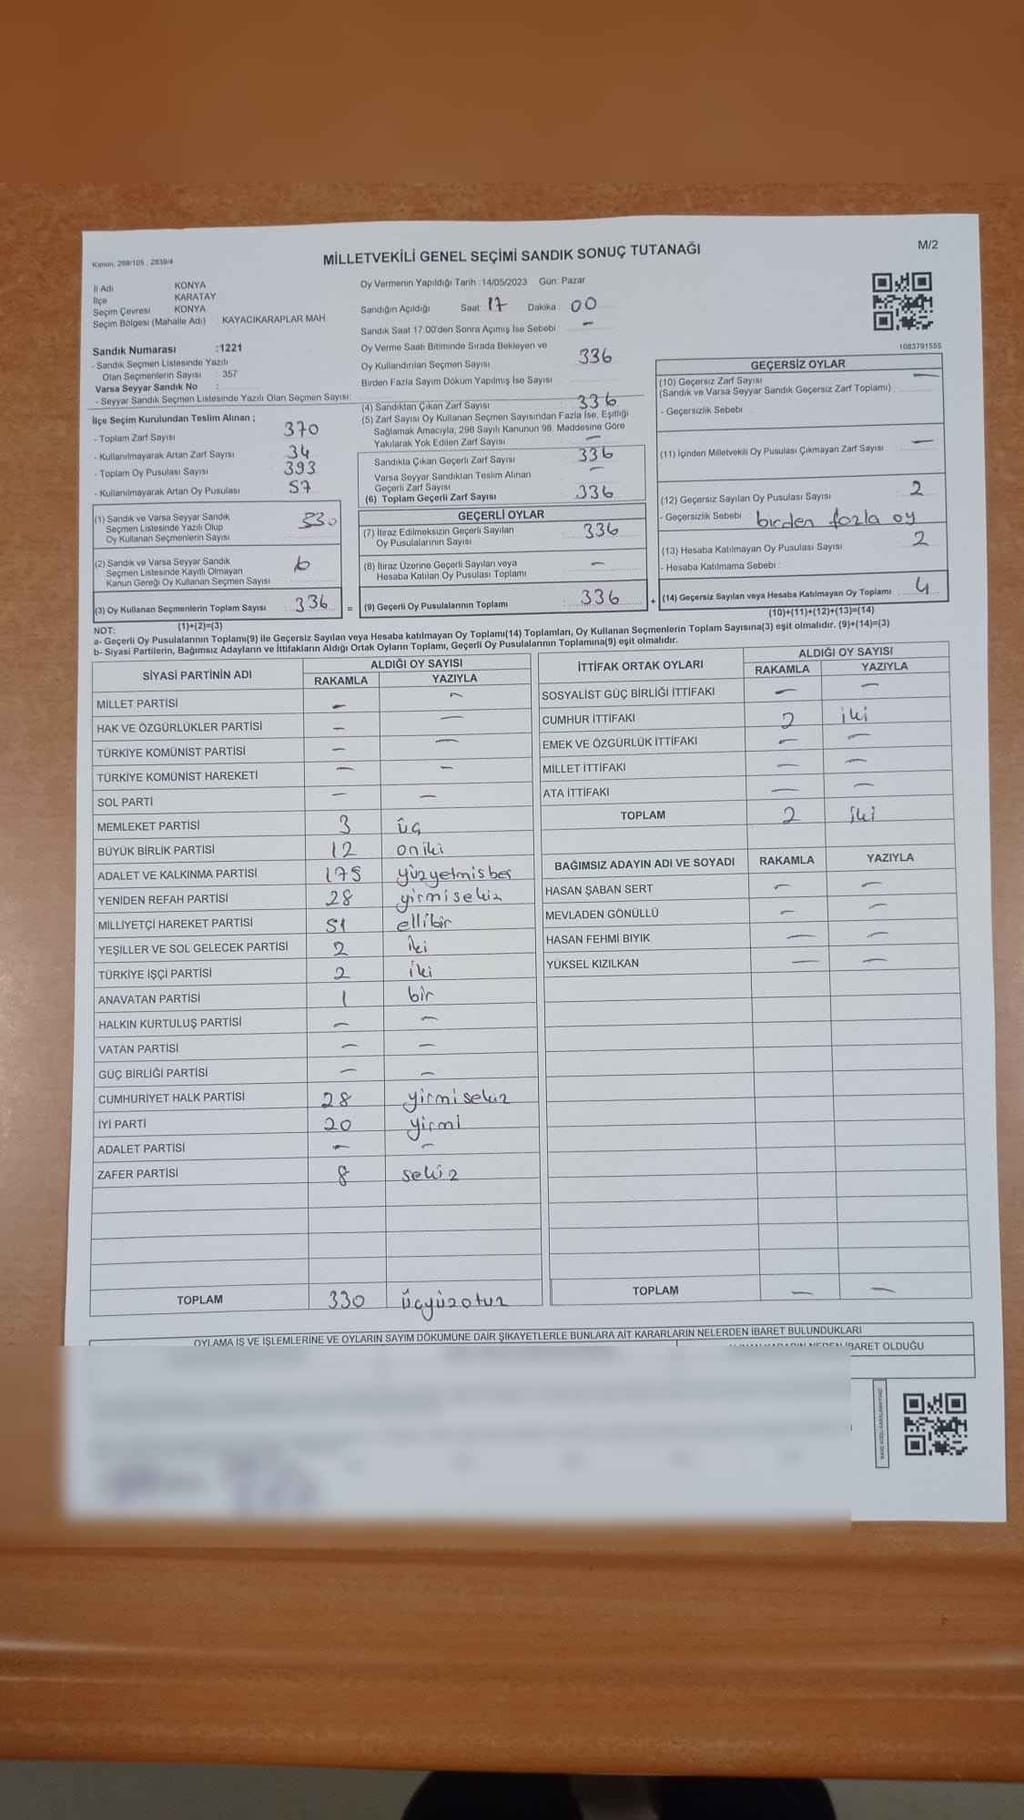 Kanun: 298/105 , 2839/4
MİLLETVEKİLİ GENEL SEÇİMİ SANDIK SONUÇ TUTANAĞI
M/2
İl Adı : KONYA
İlçe : KARATAY
Seçim Çevresi : KONYA
Seçim Bölgesi (Mahalle Adı) : KAYACIKARAPLAR MAH.
Sandık Numarası :1221
- Sandık Seçmen Listesinde Yazılı
Olan Seçmenlerin Sayısı : 357
Varsa Seyyar Sandık No :
- Seyyar Sandık Seçmen Listesinde Yazılı Olan Seçmen Sayısı:
İlçe Seçim Kurulundan Teslim Alınan ;
- Toplam Zarf Sayısı 370
- Kullanılmayarak Artan Zarf Sayısı 34
- Toplam Oy Pusulası Sayısı 393
- Kullanılmayarak Artan Oy Pusulası 57
(1) Sandık ve Varsa Seyyar Sandık
Seçmen Listesinde Yazılı Olup
Oy Kullanan Seçmenlerin Sayısı 330
(2) Sandık ve Varsa Seyyar Sandık
Seçmen Listesinde Kayıtlı Olmayan
Kanun Gereği Oy Kullanan Seçmen Sayısı 6
(3) Oy Kullanan Seçmenlerin Toplam Sayısı 336
(1)+(2)=(3)
Oy Vermenin Yapıldığı Tarih :14/05/2023 Gün: Pazar
Sandığın Açıldığı Saat: 17 Dakika : 00
Sandık Saat 17.00'den Sonra Açımış İse Sebebi : –
Oy Verme Saati Bitiminde Sırada Bekleyen ve
Oy Kullandırılan Seçmen Sayısı 336
Birden Fazla Sayım Döküm Yapılmış İse Sayısı
(4) Sandıktan Çıkan Zarf Sayısı : 336
(5) Zarf Sayısı Oy Kullanan Seçmen Sayısından Fazla İse, Eşitliği
Sağlamak Amacıyla, 298 Sayılı Kanunun 98. Maddesine Göre
Yakılarak Yok Edilen Zarf Sayısı –
Sandıkta Çıkan Geçerli Zarf Sayısı 336
Varsa Seyyar Sandıktan Teslim Alınan
Geçerli Zarf Sayısı –
(6) Toplam Geçerli Zarf Sayısı 336
GEÇERLİ OYLAR
(7) İtiraz Edilmeksizin Geçerli Sayılan
Oy Pusulalarının Sayısı : 336
(8) İtiraz Üzerine Geçerli Sayılan veya
Hesaba Katılan Oy Pusulası Toplamı –
= (9) Geçerli Oy Pusulalarının Toplamı : 336 +
1083791555
GEÇERSİZ OYLAR
(10) Geçersiz Zarf Sayısı –
(Sandık ve Varsa Seyyar Sandık Geçersiz Zarf Toplamı)
- Geçersizlik Sebebi :
(11) İçinden Milletvekili Oy Pusulası Çıkmayan Zarf Sayısı –
(12) Geçersiz Sayılan Oy Pusulası Sayısı 2
- Geçersizlik Sebebi : birden fazla oy
(13) Hesaba Katılmayan Oy Pusulası Sayısı 2
- Hesaba Katılmama Sebebi :
(14) Geçersiz Sayılan veya Hesaba Katılmayan Oy Toplamı 4
(10)+(11)+(12)+(13)=(14)
NOT:
a- Geçerli Oy Pusulalarının Toplamı(9) ile Geçersiz Sayılan veya Hesaba katılmayan Oy Toplamı(14) Toplamları, Oy Kullanan Seçmenlerin Toplam Sayısına(3) eşit olmalıdır. (9)+(14)=(3)
b- Siyasi Partilerin, Bağımsız Adayların ve İttifakların Aldığı Ortak Oyların Toplamı, Geçerli Oy Pusulalarının Toplamına(9) eşit olmalıdır.
SİYASİ PARTİNİN ADI ALDIĞI OY SAYISI
RAKAMLA YAZIYLA
MİLLET PARTİSİ – –
HAK VE ÖZGÜRLÜKLER PARTİSİ – –
TÜRKİYE KOMÜNİST PARTİSİ – –
TÜRKİYE KOMÜNİST HAREKETİ – –
SOL PARTİ – –
MEMLEKET PARTİSİ 3 üç
BÜYÜK BİRLİK PARTİSİ 12 oniki
ADALET VE KALKINMA PARTİSİ 175 yüzyetmişbeş
YENİDEN REFAH PARTİSİ 28 yirmisekiz
MİLLİYETÇİ HAREKET PARTİSİ 51 ellibir
YEŞİLLER VE SOL GELECEK PARTİSİ 2 iki
TÜRKİYE İŞÇİ PARTİSİ 2 iki
ANAVATAN PARTİSİ 1 bir
HALKIN KURTULUŞ PARTİSİ – –
VATAN PARTİSİ – –
GÜÇ BİRLİĞİ PARTİSİ – –
CUMHURİYET HALK PARTİSİ 28 yirmisekiz
İYİ PARTİ 20 yirmi
ADALET PARTİSİ – –
ZAFER PARTİSİ 8 sekiz
TOPLAM 330 üçyüzotuz
İTTİFAK ORTAK OYLARI ALDIĞI OY SAYISI
RAKAMLA YAZIYLA
SOSYALİST GÜÇ BİRLİĞİ İTTİFAKI – –
CUMHUR İTTİFAKI 2 iki
EMEK VE ÖZGÜRLÜK İTTİFAKI – –
MİLLET İTTİFAKI – –
ATA İTTİFAKI – –
TOPLAM 2 iki
BAĞIMSIZ ADAYIN ADI VE SOYADI RAKAMLA YAZIYLA
HASAN ŞABAN SERT – –
MEVLADEN GÖNÜLLÜ – –
HASAN FEHMİ BIYIK – –
YÜKSEL KIZILKAN – –
TOPLAM – –
OYLAMA İŞ VE İŞLEMLERİNE VE OYLARIN SAYIM DÖKÜMÜNE DAİR ŞİKAYETLERLE BUNLARA AİT KARARLARIN NELERDEN İBARET BULUNDUKLARI
İBARET OLDUĞU